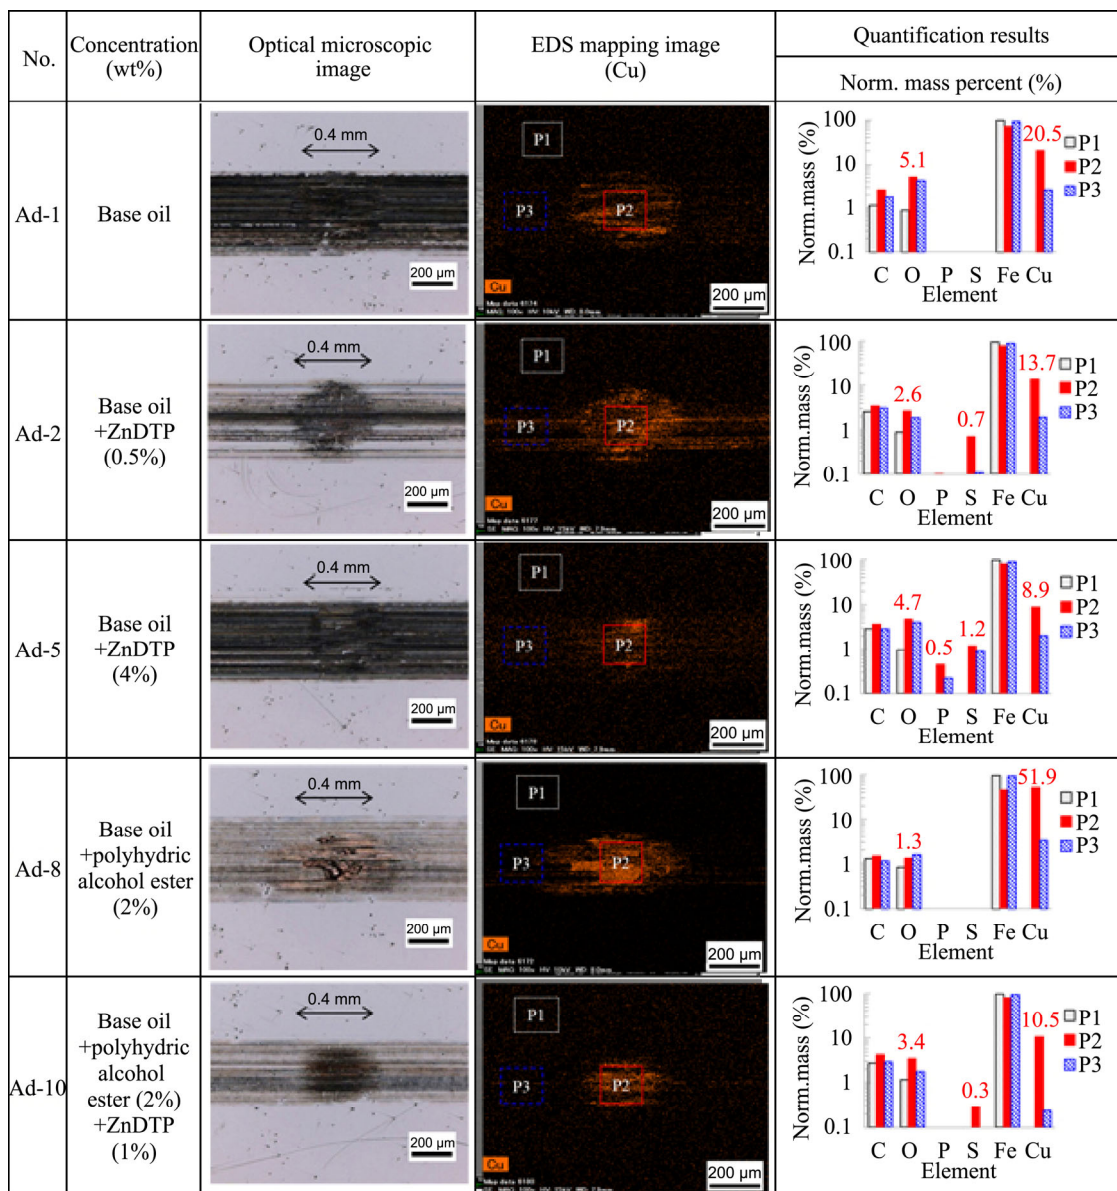 No.
Concentration
(wt%)
Optical microscopic
image
EDS mapping image
(Cu)
Quantification results
Norm. mass percent (%)
Ad-1
Base oil
0.4 mm
200 µm
P1
P3
P2
Cu
200 µm
Norm.mass (%)
100
10
1
0.1
5.1
20.5
P1
P2
P3
C O P S Fe Cu
Element
Ad-2
Base oil
+ZnDTP
(0.5%)
0.4 mm
200 µm
P1
P3
P2
Cu
200 µm
Norm.mass (%)
100
10
1
0.1
2.6
0.7
13.7
P1
P2
P3
C O P S Fe Cu
Element
Ad-5
Base oil
+ZnDTP
(4%)
0.4 mm
200 µm
P1
P3
P2
Cu
200 µm
Norm.mass (%)
100
10
1
0.1
4.7
0.5
1.2
8.9
P1
P2
P3
C O P S Fe Cu
Element
Ad-8
Base oil
+polyhydric
alcohol ester
(2%)
0.4 mm
200 µm
P1
P3
P2
Cu
200 µm
Norm.mass (%)
100
10
1
0.1
1.3
51.9
P1
P2
P3
C O P S Fe Cu
Element
Ad-10
Base oil
+polyhydric
alcohol
ester (2%)
+ZnDTP
(1%)
0.4 mm
200 µm
P1
P3
P2
Cu
200 µm
Norm.mass (%)
100
10
1
0.1
3.4
0.3
10.5
P1
P2
P3
C O P S Fe Cu
Element